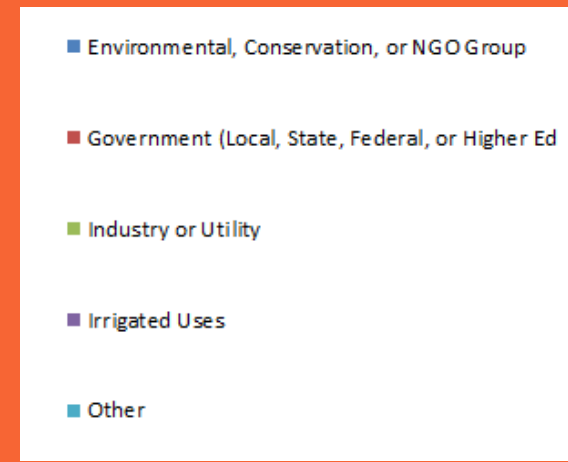 Environmental, Conservation, or NGO Group
Government (Local, State, Federal, or Higher Ed
Industry or Utility
Irrigated Uses
Other